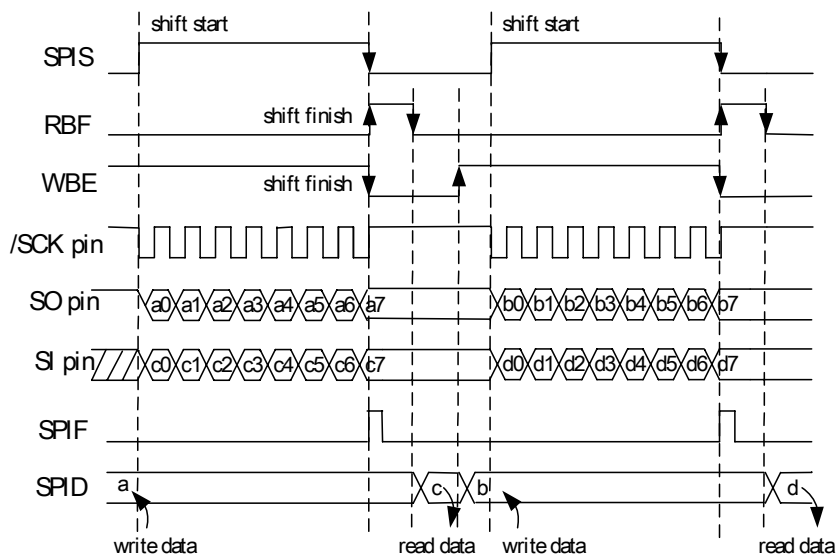 shift start shift start
SPIS
RBF shift finish
WBE shift finish
/SCK pin
SO pin a0 a1 a2 a3 a4 a5 a6 a7 b0 b1 b2 b3 b4 b5 b6 b7
SI pin c0 c1 c2 c3 c4 c5 c6 c7 d0 d1 d2 d3 d4 d5 d6 d7
SPIF
SPID a c b d
write data read data write data read data